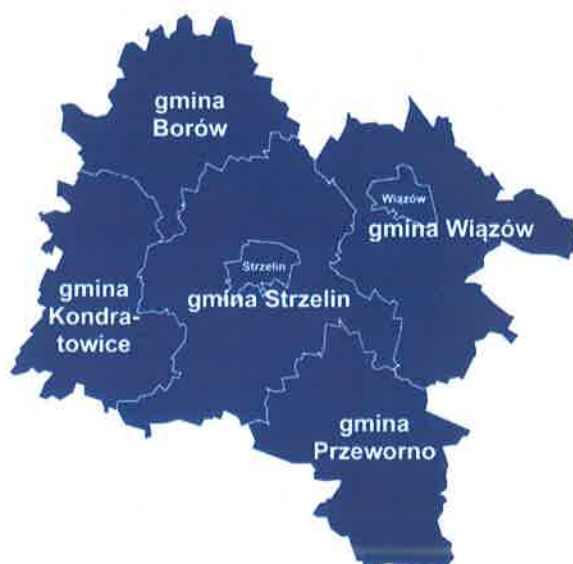 gmina
Borów
Wiązów
gmina Wiązów
Strzelin
gmina Strzelin
gmina
Kondra-
towice
gmina
Przeworno